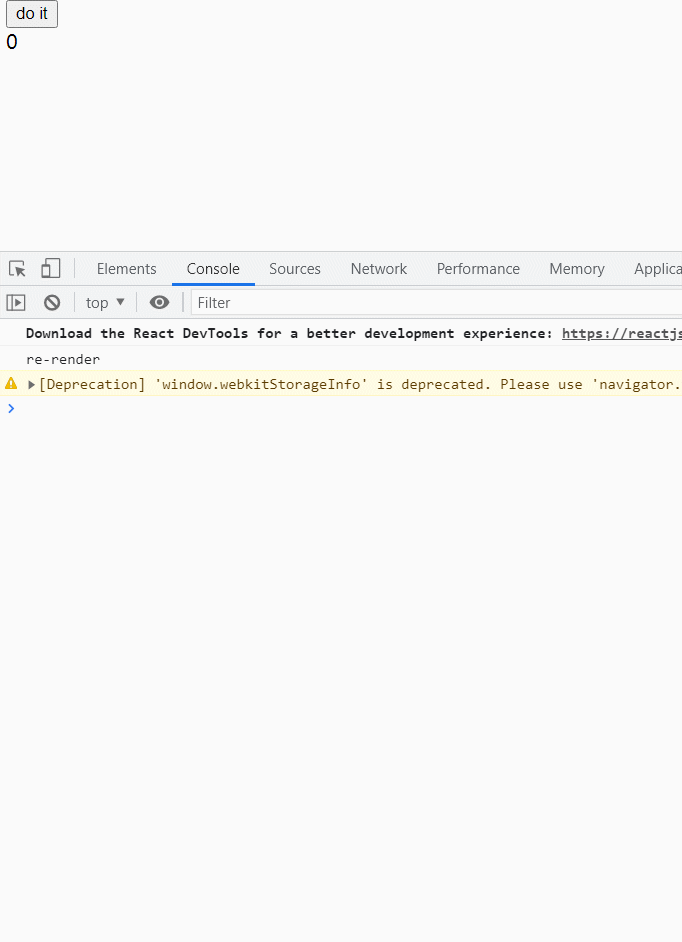 do it
0
Elements Console Sources Network Performance Memory Applica
top Filter
Download the React DevTools for a better development experience: https://reactjs
re-render
[Deprecation] 'window.webkitStorageInfo' is deprecated. Please use 'navigator.